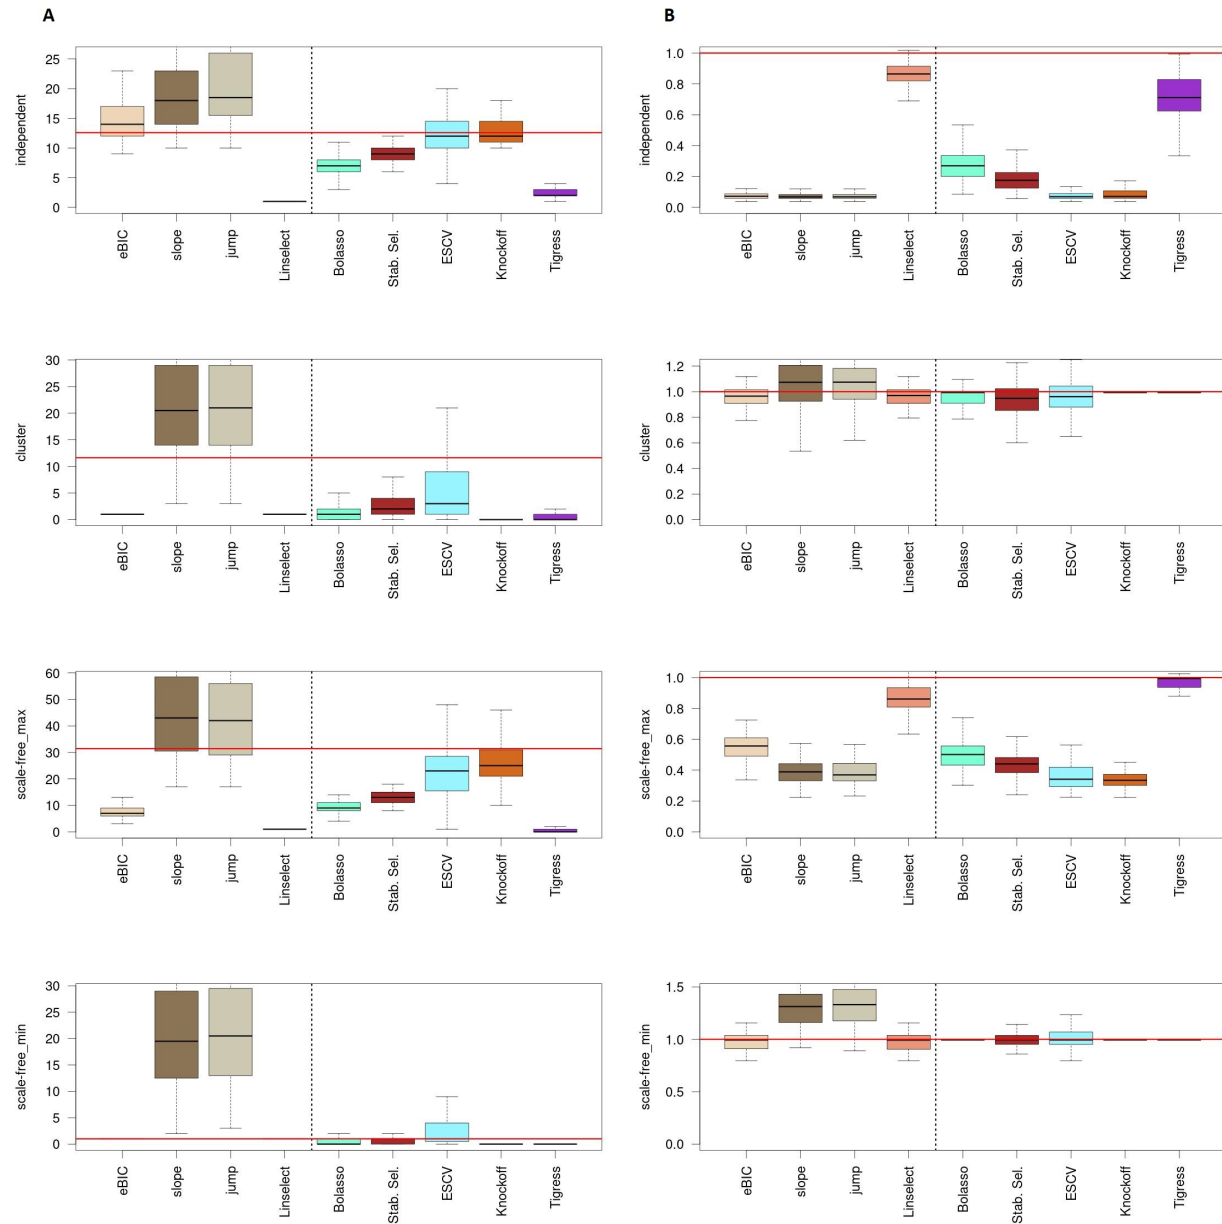 A
B
independent
25
20
15
10
5
0
eBIC
slope
jump
Linselect
Bolasso
Stab. Sel.
ESCV
Knockoff
Tigress
independent
1.0
0.8
0.6
0.4
0.2
0.0
eBIC
slope
jump
Linselect
Bolasso
Stab. Sel.
ESCV
Knockoff
Tigress
cluster
30
25
20
15
10
5
0
eBIC
slope
jump
Linselect
Bolasso
Stab. Sel.
ESCV
Knockoff
Tigress
cluster
1.2
1.0
0.8
0.6
0.4
0.2
0.0
eBIC
slope
jump
Linselect
Bolasso
Stab. Sel.
ESCV
Knockoff
Tigress
scale-free_max
60
50
40
30
20
10
0
eBIC
slope
jump
Linselect
Bolasso
Stab. Sel.
ESCV
Knockoff
Tigress
scale-free_max
1.0
0.8
0.6
0.4
0.2
0.0
eBIC
slope
jump
Linselect
Bolasso
Stab. Sel.
ESCV
Knockoff
Tigress
scale-free_min
30
25
20
15
10
5
0
eBIC
slope
jump
Linselect
Bolasso
Stab. Sel.
ESCV
Knockoff
Tigress
scale-free_min
1.5
1.0
0.5
0.0
eBIC
slope
jump
Linselect
Bolasso
Stab. Sel.
ESCV
Knockoff
Tigress